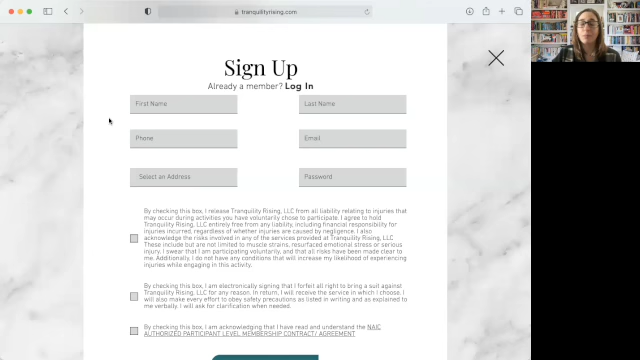 tranquilityrising.com
Sign Up
Already a member? Log In
First Name
Last Name
Phone
Email
Select an Address
Password
By checking this box, I release Tranquility Rising, LLC from all liability relating to injuries that
may occur during activities you have voluntarily chose to participate. I agree to hold
Tranquility Rising, LLC entirely free from any liability, including financial responsibility for
injuries incurred, regardless of whether injuries are caused by negligence. I also
acknowledge the risks involved in any of the services provided at Tranquility Rising, LLC
These include but are not limited to muscle strains, resurfaced emotional stress or serious
injury. I swear that I am participating voluntarily, and that all risks have been made clear to
me. Additionally, I do not have any conditions that will increase my likelihood of experiencing
injuries while engaging in this activity.
By checking this box, I am electronically signing that I forfeit all right to bring a suit against
Tranquility Rising, LLC for any reason. In return, I will receive the service in which I choose. I
will also make every effort to obey safety precautions as listed in writing and as explained to
me verbally. I will ask for clarification when needed.
By checking this box, I am acknowledging that I have read and understand the NAIC
AUTHORIZED PARTICIPANT LEVEL MEMBERSHIP CONTRACT/ AGREEMENT